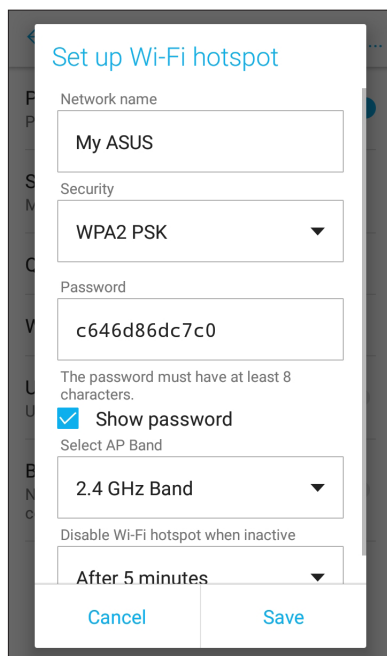 Set up Wi-Fi hotspot
Network name
My ASUS
Security
WPA2 PSK
Password
c646d86dc7c0
The password must have at least 8
characters.
Show password
Select AP Band
2.4 GHz Band
Disable Wi-Fi hotspot when inactive
After 5 minutes
Cancel
Save